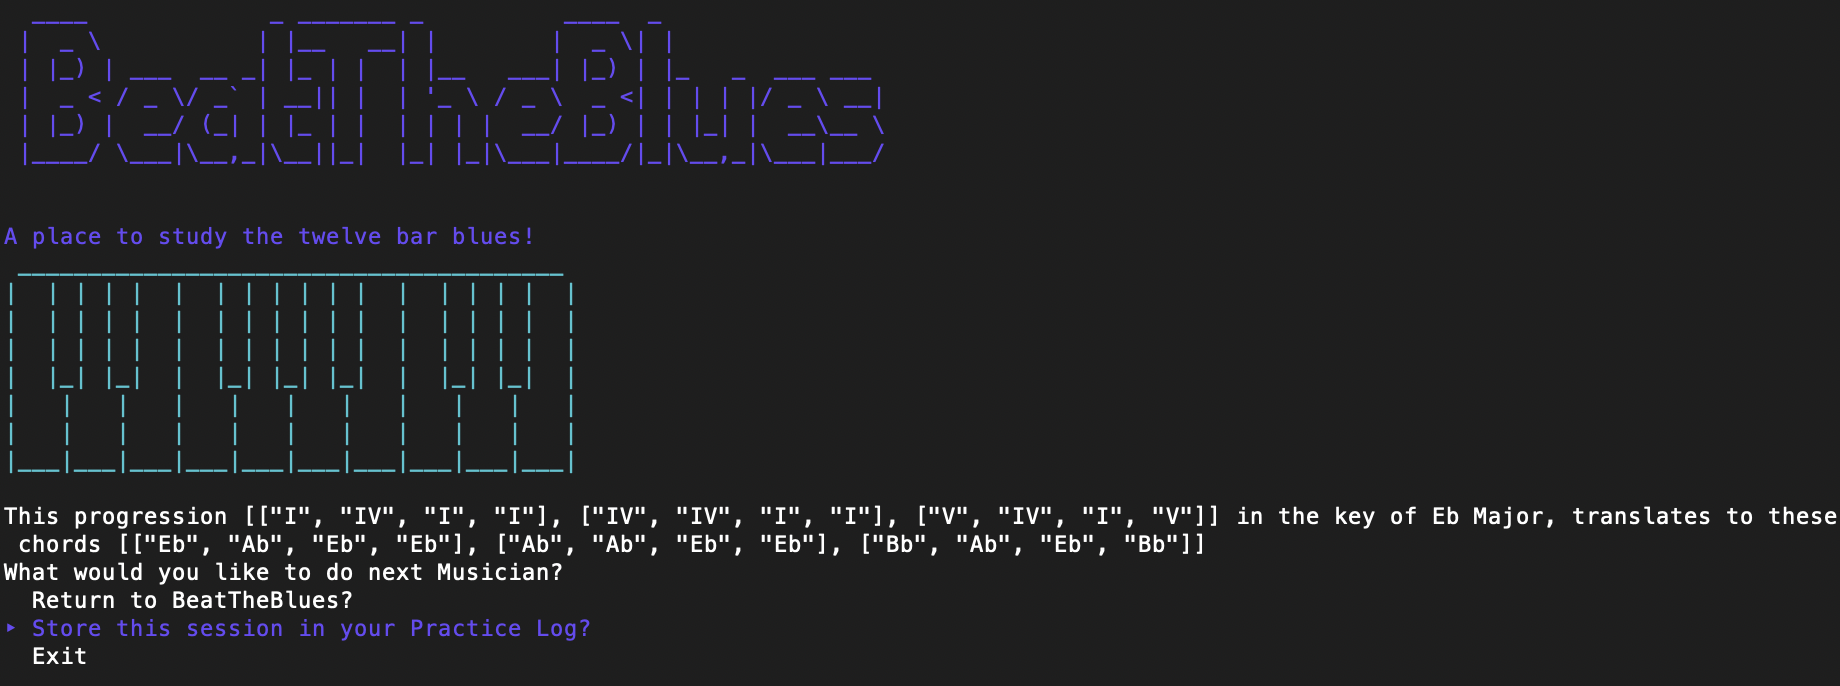 BeatTheBlues
A place to study the twelve bar blues!
This progression [["I", "IV", "I", "I"], ["IV", "IV", "I", "I"], ["V", "IV", "I", "V"]] in the key of Eb Major, translates to these
chords [["Eb", "Ab", "Eb", "Eb"], ["Ab", "Ab", "Eb", "Eb"], ["Bb", "Ab", "Eb", "Bb"]]
What would you like to do next Musician?
Return to BeatTheBlues?
‣ Store this session in your Practice Log?
Exit